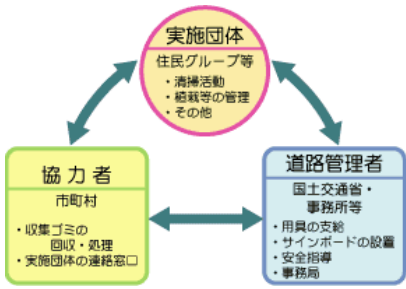 実施団体
住民グループ等
・清掃活動
・植栽等の管理
・その他
協力者
市町村
・収集ゴミの
回収・処理
・実施団体の連絡窓口
道路管理者
国土交通省・
事務所等
・用具の支給
・サインボードの設置
・安全指導
・事務局